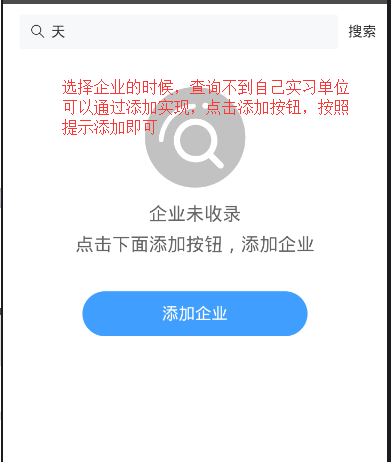 天
搜索
选择企业的时候，查询不到自己实习单位
可以通过添加实现，点击添加按钮，按照
提示添加即可
企业未收录
点击下面添加按钮，添加企业
添加企业